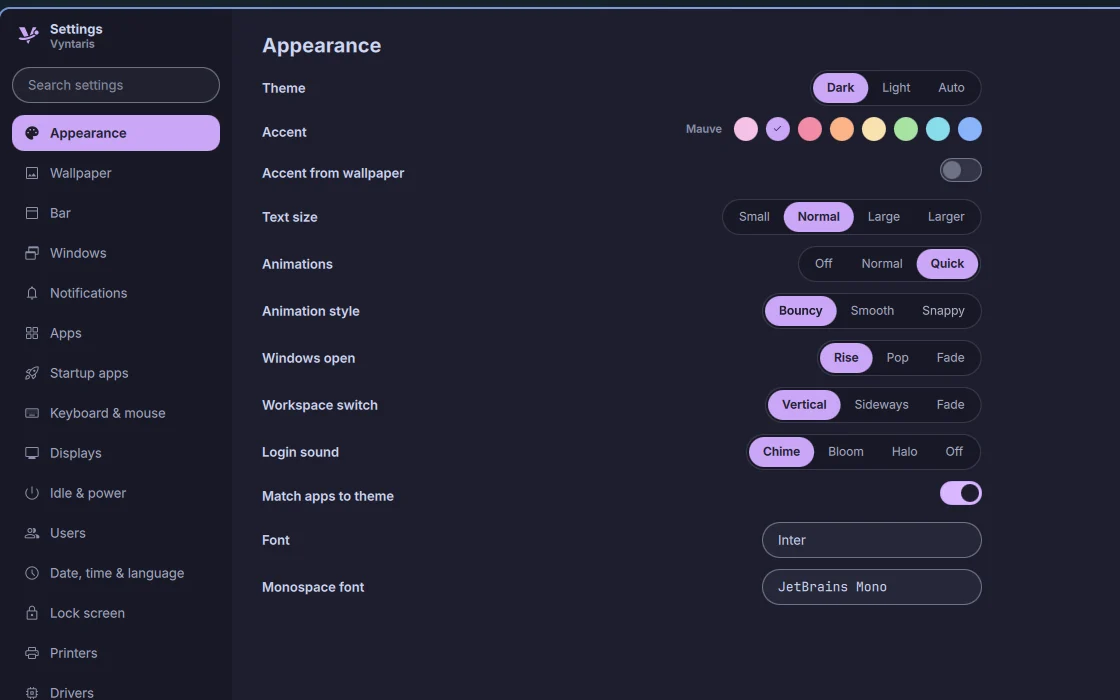 Settings
Vyntaris
Search settings
Appearance
Wallpaper
Bar
Windows
Notifications
Apps
Startup apps
Keyboard & mouse
Displays
Idle & power
Users
Date, time & language
Lock screen
Printers
Drivers
Appearance
Theme Dark Light Auto
Accent Mauve
Accent from wallpaper
Text size Small Normal Large Larger
Animations Off Normal Quick
Animation style Bouncy Smooth Snappy
Windows open Rise Pop Fade
Workspace switch Vertical Sideways Fade
Login sound Chime Bloom Halo Off
Match apps to theme
Font Inter
Monospace font JetBrains Mono